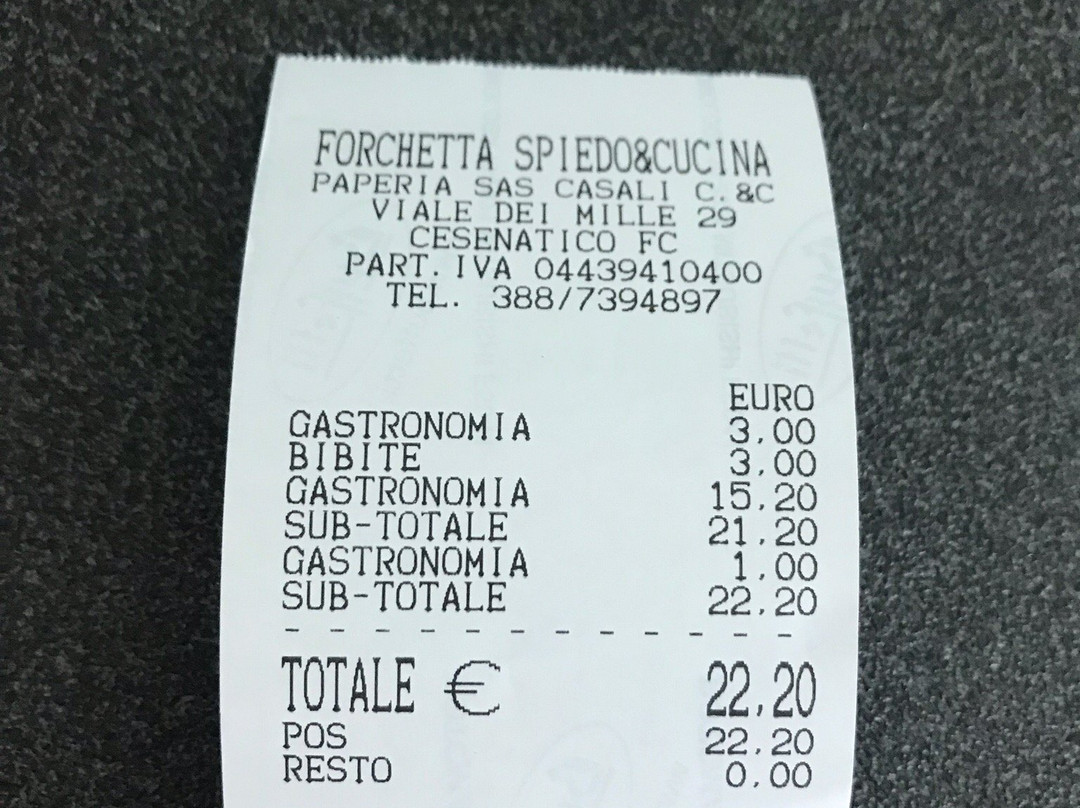 FORCHETTA SPIEDO&CUCINA
PAPERIA SAS CASALI C. &C
VIALE DEI MILLE 29
CESENATICO FC
PART. IVA 04439410400
TEL. 388/7394897
EURO
GASTRONOMIA 3,00
BIBITE 3,00
GASTRONOMIA 15,20
SUB-TOTALE 21,20
GASTRONOMIA 1,00
SUB-TOTALE 22,20
- - - - - - - - - - - -
TOTALE € 22,20
POS 22,20
RESTO 0,00